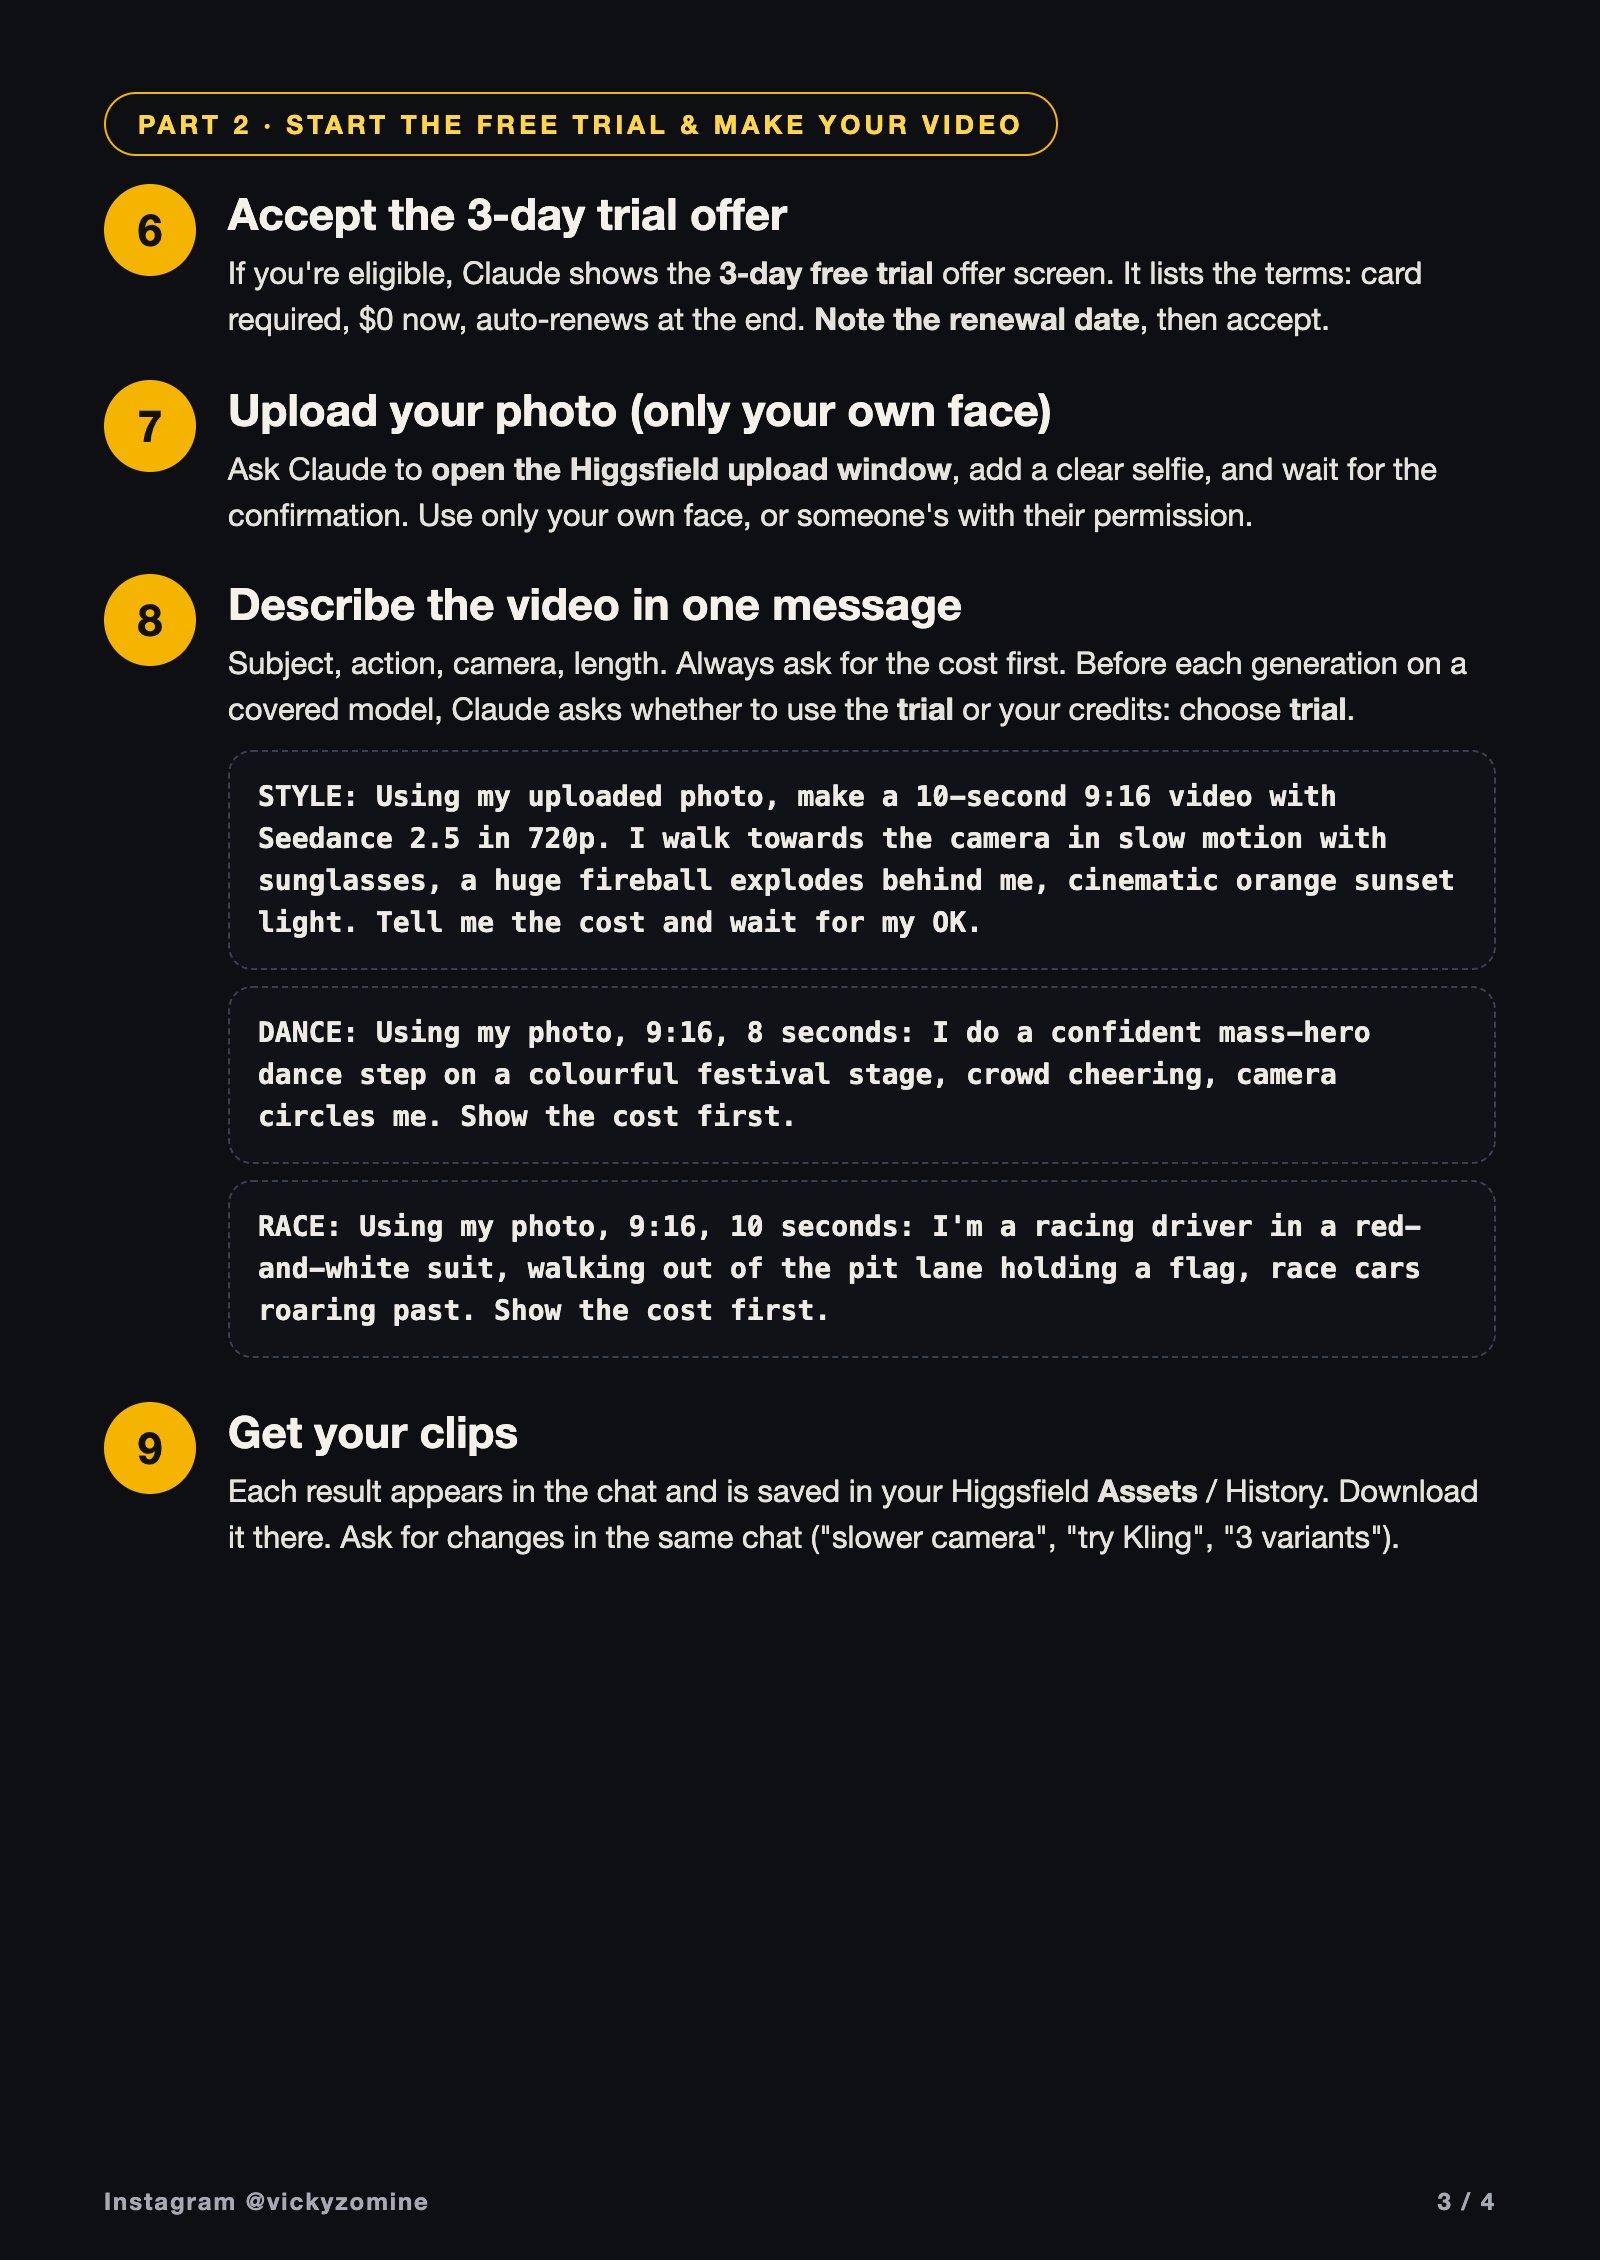 PART 2 · START THE FREE TRIAL & MAKE YOUR VIDEO
6
Accept the 3-day trial offer
If you're eligible, Claude shows the 3-day free trial offer screen. It lists the terms: card
required, $0 now, auto-renews at the end. Note the renewal date, then accept.
7
Upload your photo (only your own face)
Ask Claude to open the Higgsfield upload window, add a clear selfie, and wait for the
confirmation. Use only your own face, or someone's with their permission.
8
Describe the video in one message
Subject, action, camera, length. Always ask for the cost first. Before each generation on a
covered model, Claude asks whether to use the trial or your credits: choose trial.
STYLE: Using my uploaded photo, make a 10-second 9:16 video with
Seedance 2.5 in 720p. I walk towards the camera in slow motion with
sunglasses, a huge fireball explodes behind me, cinematic orange sunset
light. Tell me the cost and wait for my OK.
DANCE: Using my photo, 9:16, 8 seconds: I do a confident mass-hero
dance step on a colourful festival stage, crowd cheering, camera
circles me. Show the cost first.
RACE: Using my photo, 9:16, 10 seconds: I'm a racing driver in a red-
and-white suit, walking out of the pit lane holding a flag, race cars
roaring past. Show the cost first.
9
Get your clips
Each result appears in the chat and is saved in your Higgsfield Assets / History. Download
it there. Ask for changes in the same chat ("slower camera", "try Kling", "3 variants").
Instagram @vickyzomine
3 / 4